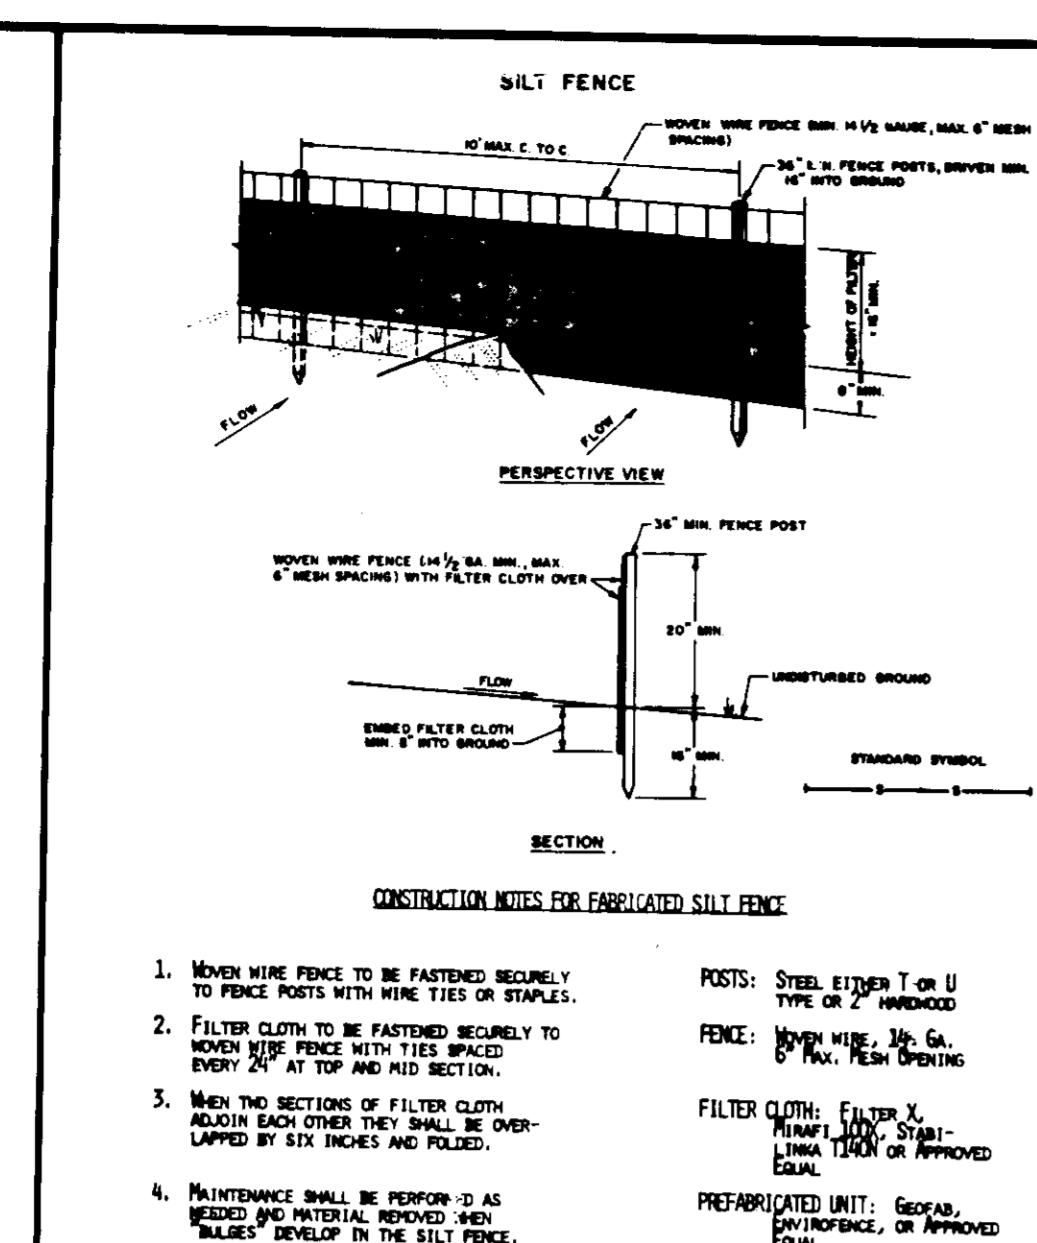 SILT FENCE
WOVEN WIRE FENCE (MIN. 14 1/2 GAUGE, MAX. 6" MESH
SPACING)
10' MAX. C. TO C.
36" FENCE POSTS, DRIVEN MIN.
16" INTO GROUND
HEIGHT OF FILTER
MIN.
MIN.
FLOW
FLOW
PERSPECTIVE VIEW
36" MIN. FENCE POST
WOVEN WIRE FENCE (14 1/2 GA. MIN., MAX.
6" MESH SPACING) WITH FILTER CLOTH OVER
20" MIN.
FLOW
UNDISTURBED GROUND
EMBED FILTER CLOTH
MIN. 8" INTO GROUND
16" MIN.
STANDARD SYMBOL
S S
SECTION
CONSTRUCTION NOTES FOR FABRICATED SILT FENCE
1. WOVEN WIRE FENCE TO BE FASTENED SECURELY
TO FENCE POSTS WITH WIRE TIES OR STAPLES.
2. FILTER CLOTH TO BE FASTENED SECURELY TO
WOVEN WIRE FENCE WITH TIES SPACED
EVERY 24" AT TOP AND MID SECTION.
3. WHEN TWO SECTIONS OF FILTER CLOTH
ADJOIN EACH OTHER THEY SHALL BE OVER-
LAPPED BY SIX INCHES AND FOLDED.
4. MAINTENANCE SHALL BE PERFORMED AS
NEEDED AND MATERIAL REMOVED WHEN
"BULGES" DEVELOP IN THE SILT FENCE.
POSTS: STEEL EITHER T OR U
TYPE OR 2" HARDWOOD
FENCE: WOVEN WIRE, GA.
6" MAX. MESH OPENING
FILTER CLOTH: FILTER X,
MIRAFI 100X, STABI-
LINKA T140N OR APPROVED
EQUAL
PREFABRICATED UNIT: GEOFAB,
ENVIROFENCE, OR APPROVED
EQUAL